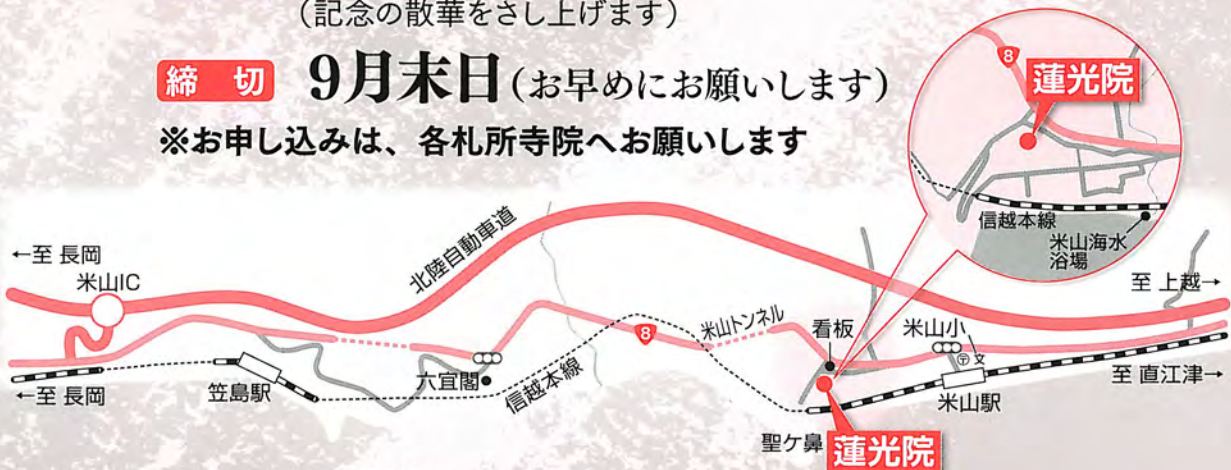 （記念の散華をさし上げます）
締切 9月末日（お早めにお願いします）
※お申し込みは、各札所寺院へお願いします
8
蓮光院
信越本線
米山海水
浴場
←至 長岡
米山IC
北陸自動車道
至 上越→
8
米山トンネル
看板
米山小
〒文
六宜閣
信越本線
笠島駅
←至 長岡
至 直江津→
米山駅
聖ケ鼻
蓮光院